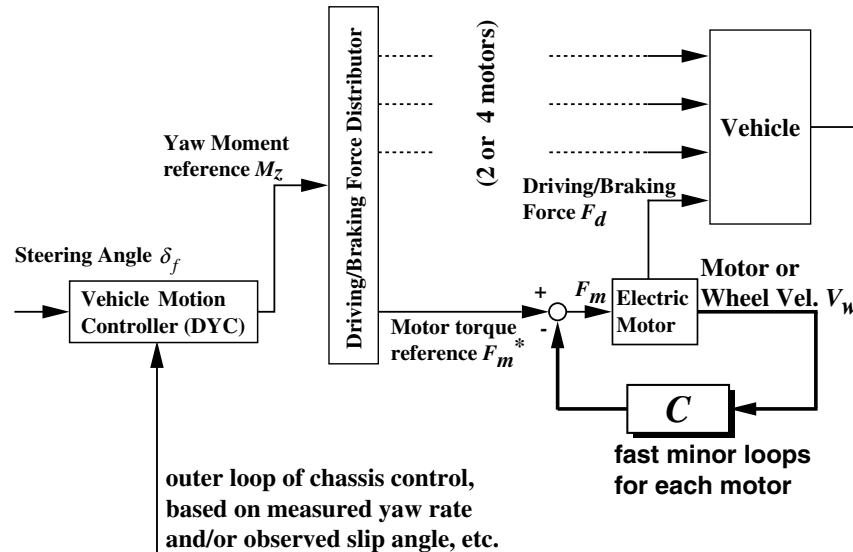 Driving/Braking Force Distributor
(2 or 4 motors)
Vehicle
Yaw Moment
reference Mz
Driving/Braking
Force Fd
Steering Angle δf
Vehicle Motion
Controller (DYC)
+
-
Fm
Electric
Motor
Motor or
Wheel Vel. Vw
Motor torque
reference Fm*
C
fast minor loops
for each motor
outer loop of chassis control,
based on measured yaw rate
and/or observed slip angle, etc.